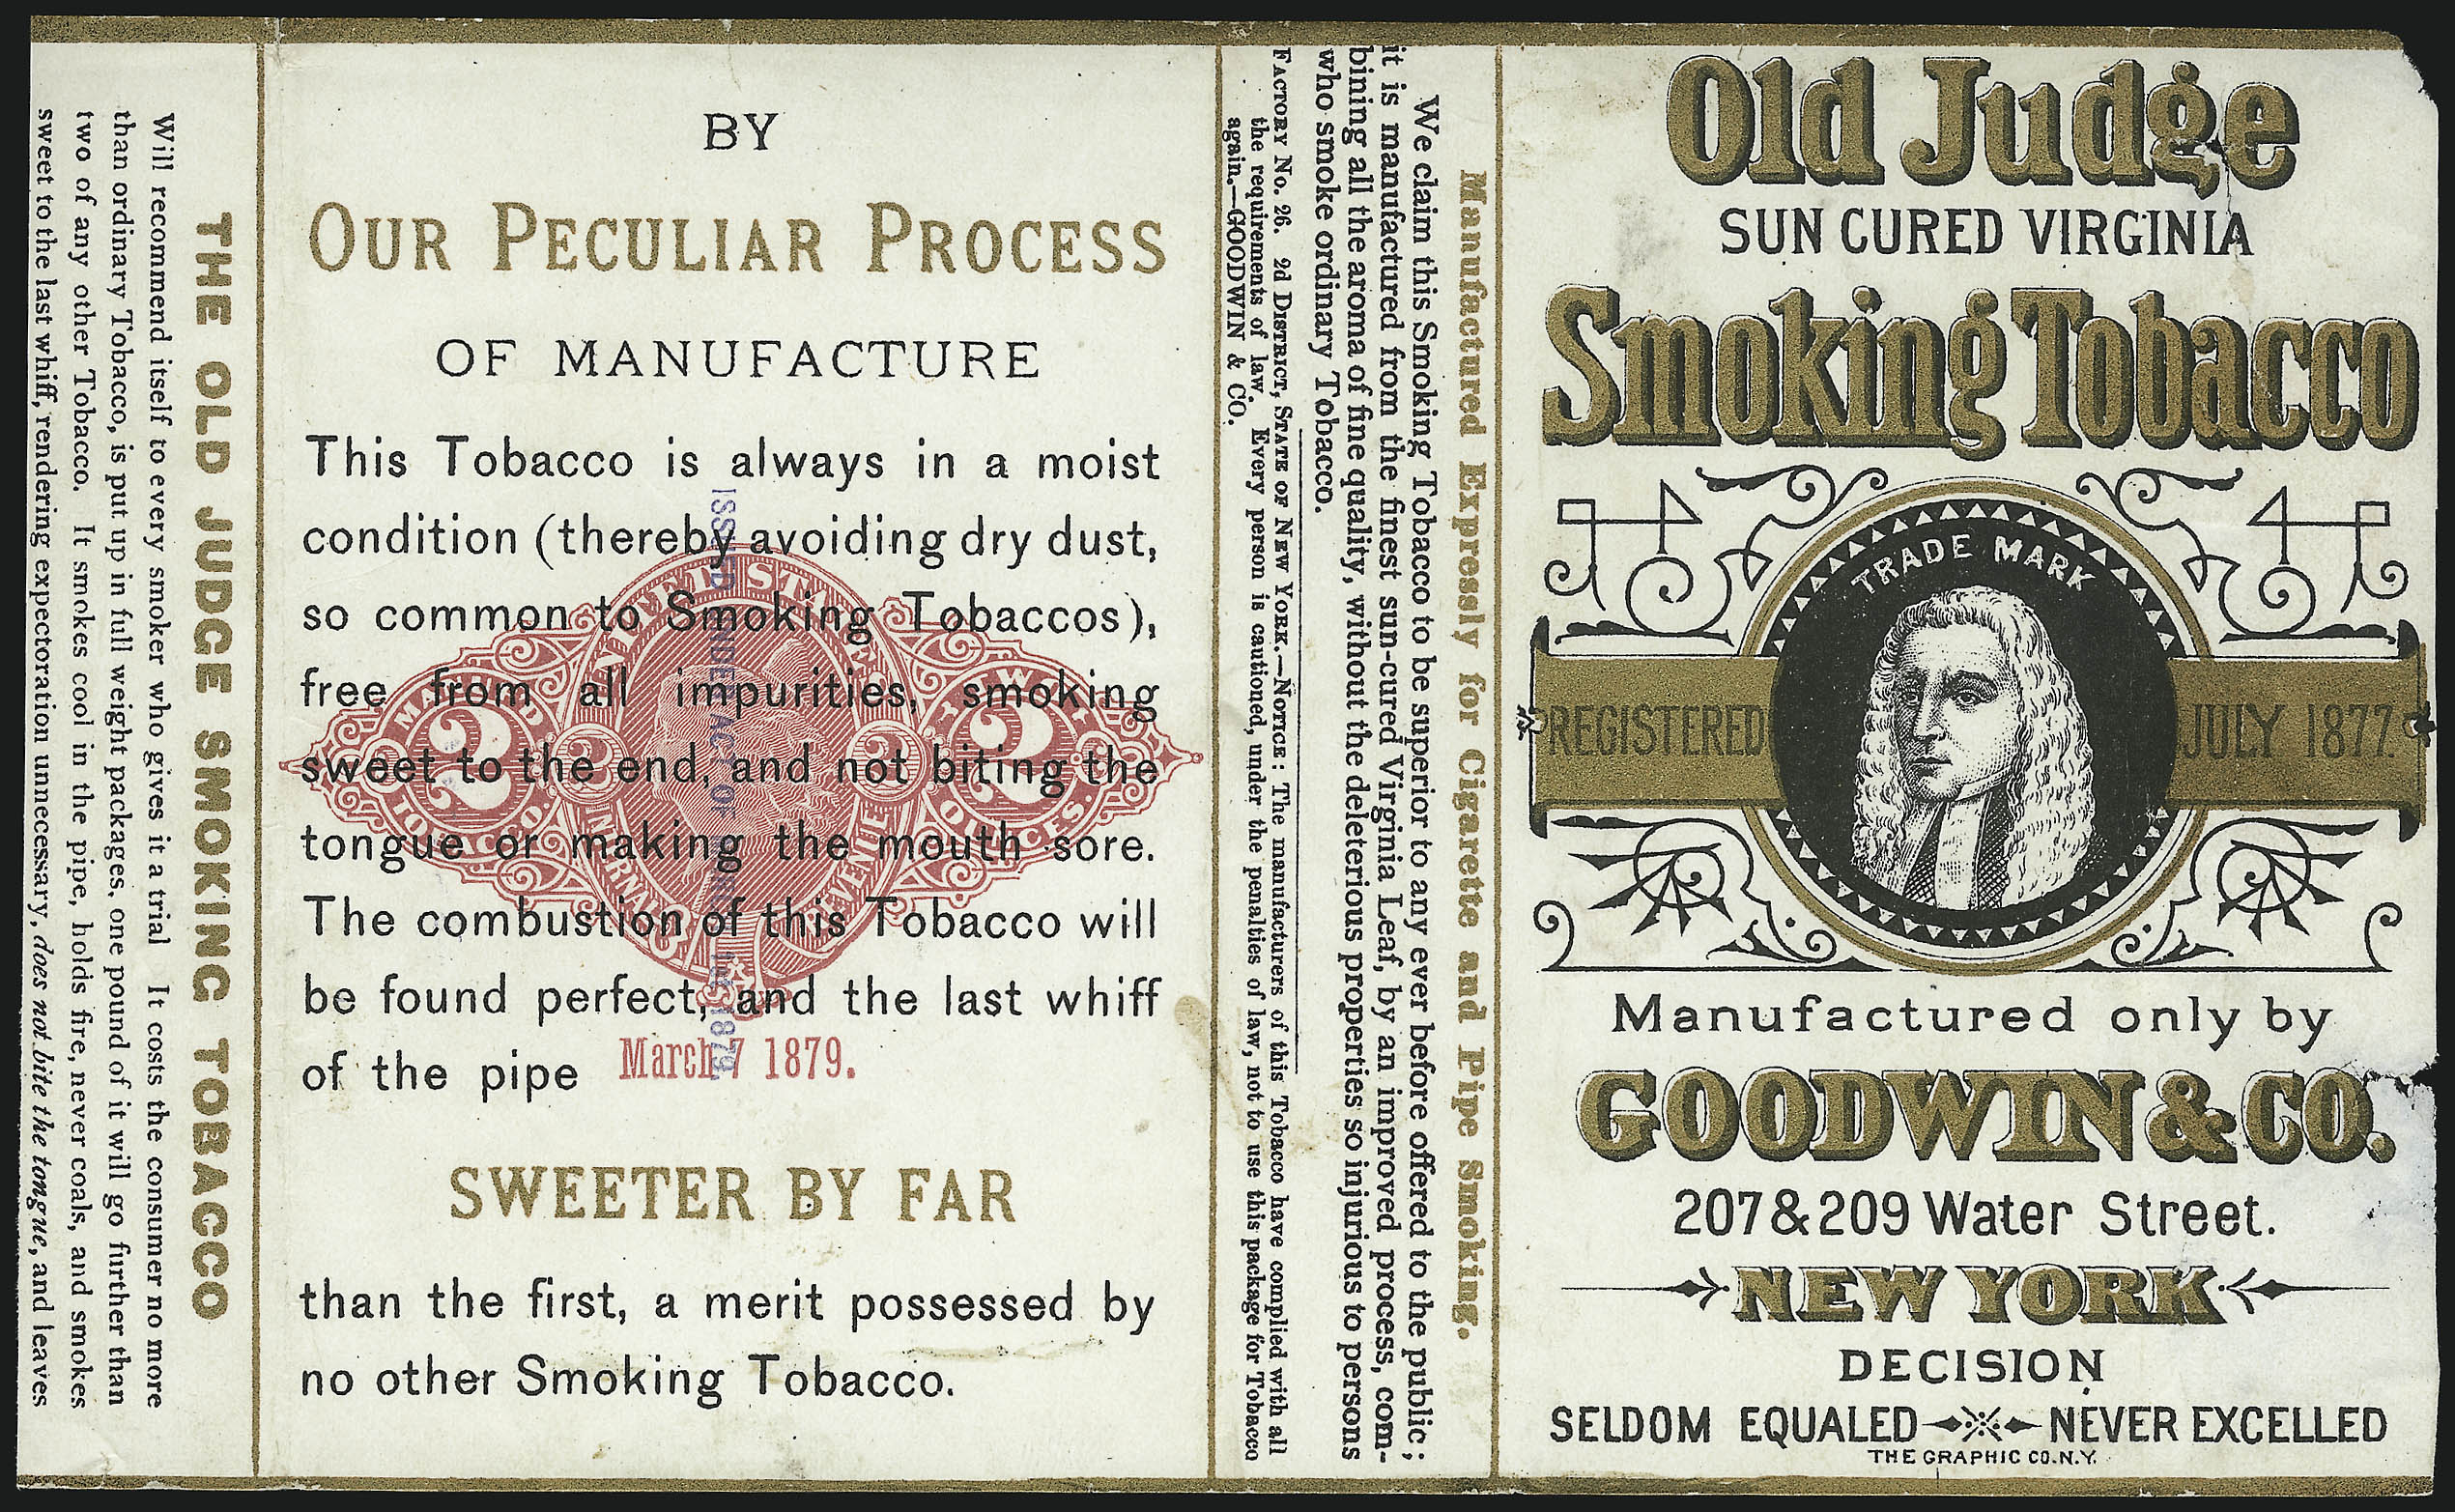 THE OLD JUDGE SMOKING TOBACCO
Will recommend itself to every smoker who gives it a trial It costs the consumer no more
than ordinary Tobacco, is put up in full weight packages, one pound of it will go further than
two of any other Tobacco. It smokes cool in the pipe, holds fire, never coals, and smokes
sweet to the last whiff, rendering expectoration unnecessary, does not bite the tongue, and leaves
BY
OUR PECULIAR PROCESS
OF MANUFACTURE
This Tobacco is always in a moist
condition (thereby avoiding dry dust,
so common to Smoking Tobaccos),
free from all impurities, smoking
sweet to the end, and not biting the
tongue or making the mouth sore.
The combustion of this Tobacco will
be found perfect, and the last whiff
of the pipe
SWEETER BY FAR
than the first, a merit possessed by
no other Smoking Tobacco.
March 7 1879.
ISSUED UNDER ACT OF 1879.
2
2
2
2
TOBACCO.
OUNCES.
INTERNAL REVENUE
Manufactured Expressly for Cigarette and Pipe Smoking.
We claim this Smoking Tobacco to be superior to any ever before offered to the public;
it is manufactured from the finest sun-cured Virginia Leaf, by an improved process, com-
bining all the aroma of fine quality, without the deleterious properties so injurious to persons
who smoke ordinary Tobacco.
FACTORY No. 26. 2d DISTRICT, STATE OF NEW YORK.—NOTICE: The manufacturers of this Tobacco have complied with all
the requirements of law. Every person is cautioned, under the penalties of law, not to use this package for Tobacco
again.—GOODWIN & CO.
Old Judge
SUN CURED VIRGINIA
Smoking Tobacco
TRADE MARK
REGISTERED JULY 1877.
Manufactured only by
GOODWIN & CO.
207 & 209 Water Street.
NEW YORK
DECISION
SELDOM EQUALED NEVER EXCELLED
THE GRAPHIC CO. N.Y.